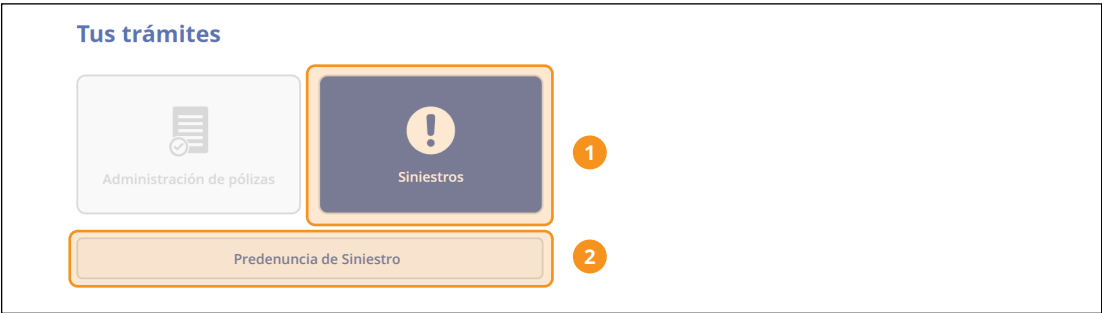 Tus trámites
Administración de pólizas
Siniestros
1
Predenuncia de Siniestro
2